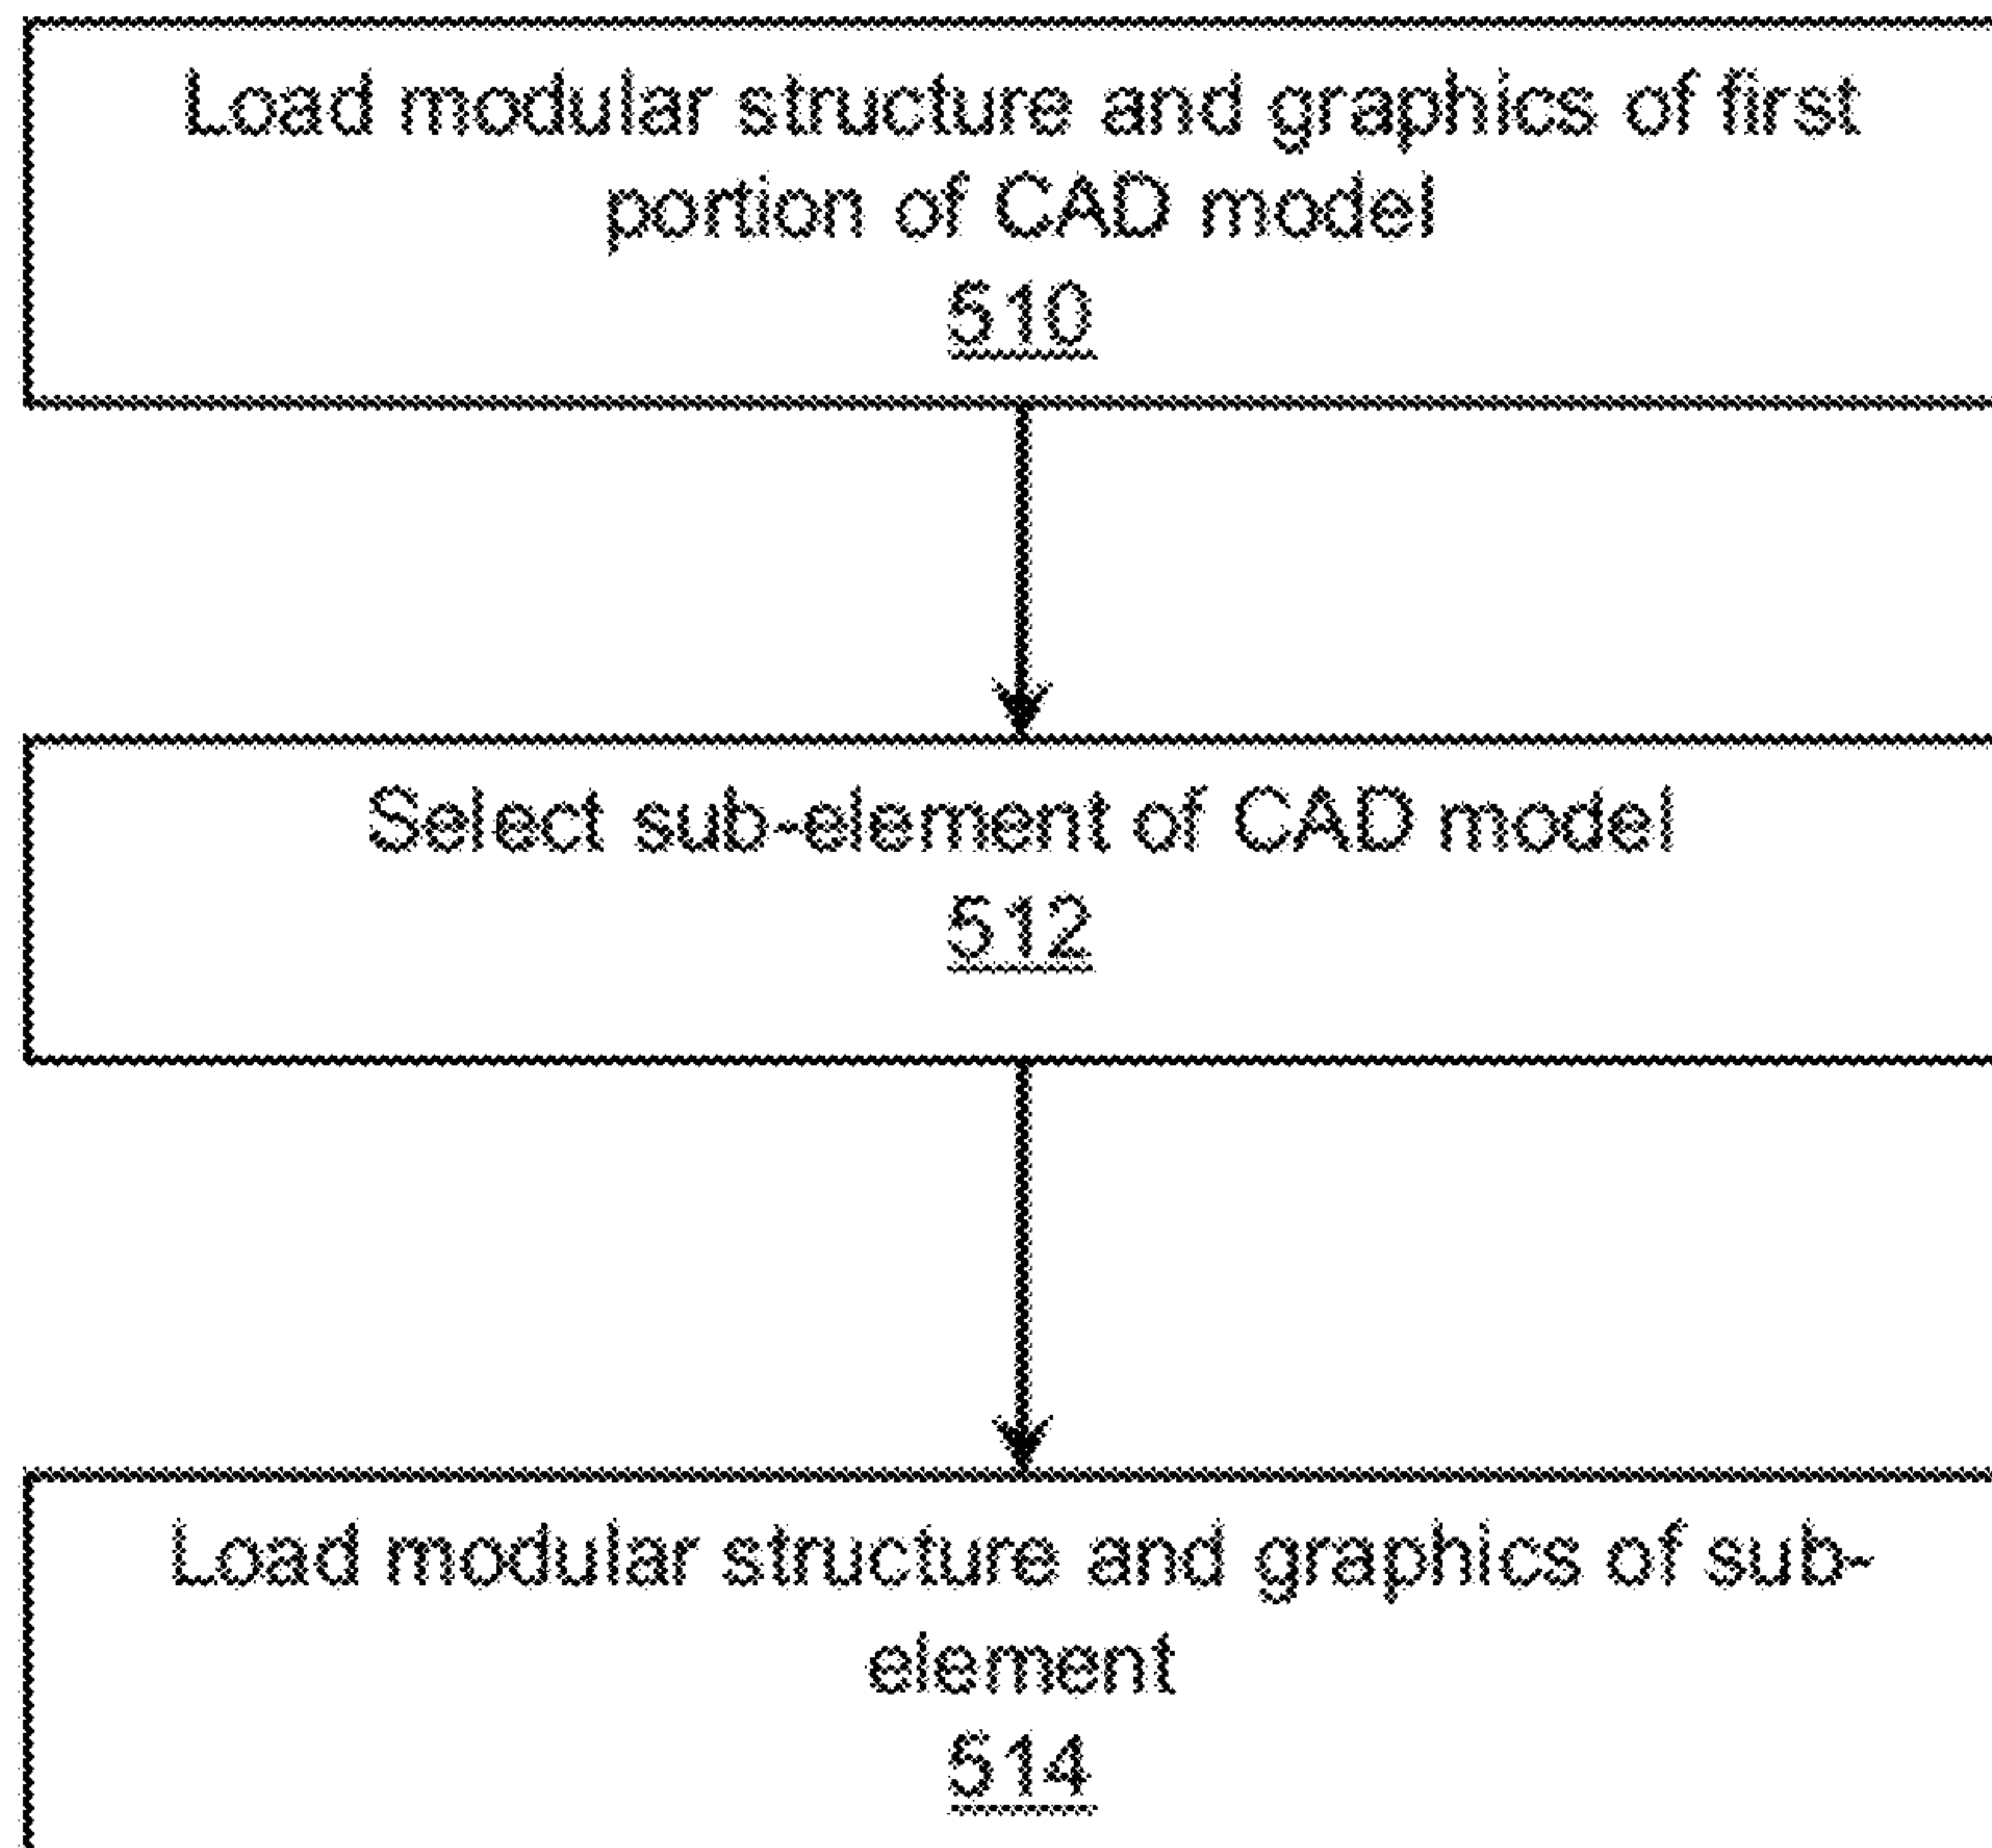 Load modular structure and graphics of first
portion of CAD model
510
Select sub-element of CAD model
512
Load modular structure and graphics of sub-
element
514